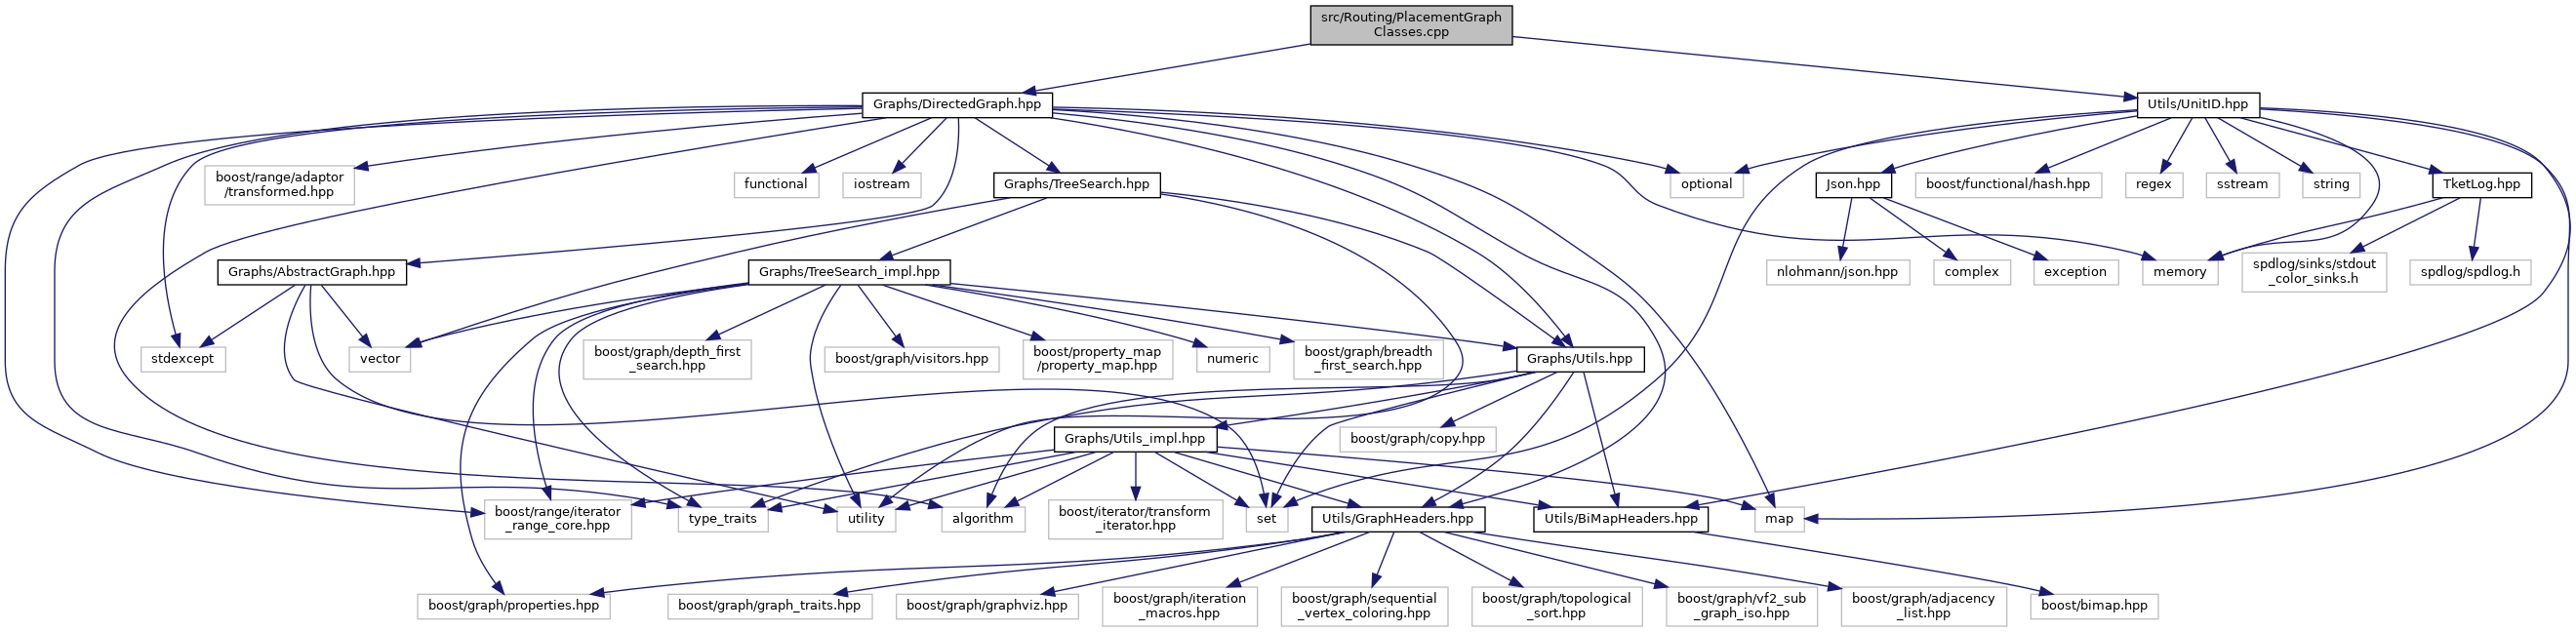 src/Routing/PlacementGraph
Classes.cpp
Graphs/DirectedGraph.hpp
Utils/UnitID.hpp
boost/range/adaptor
/transformed.hpp
functional
iostream
Graphs/TreeSearch.hpp
optional
Json.hpp
boost/functional/hash.hpp
regex
sstream
string
TketLog.hpp
Graphs/AbstractGraph.hpp
Graphs/TreeSearch_impl.hpp
nlohmann/json.hpp
complex
exception
memory
spdlog/sinks/stdout
_color_sinks.h
spdlog/spdlog.h
stdexcept
vector
boost/graph/depth_first
_search.hpp
boost/graph/visitors.hpp
boost/property_map
/property_map.hpp
numeric
boost/graph/breadth
_first_search.hpp
Graphs/Utils.hpp
Graphs/Utils_impl.hpp
boost/graph/copy.hpp
boost/range/iterator
_range_core.hpp
type_traits
utility
algorithm
boost/iterator/transform
_iterator.hpp
set
Utils/GraphHeaders.hpp
Utils/BiMapHeaders.hpp
map
boost/graph/properties.hpp
boost/graph/graph_traits.hpp
boost/graph/graphviz.hpp
boost/graph/iteration
_macros.hpp
boost/graph/sequential
_vertex_coloring.hpp
boost/graph/topological
_sort.hpp
boost/graph/vf2_sub
_graph_iso.hpp
boost/graph/adjacency
_list.hpp
boost/bimap.hpp